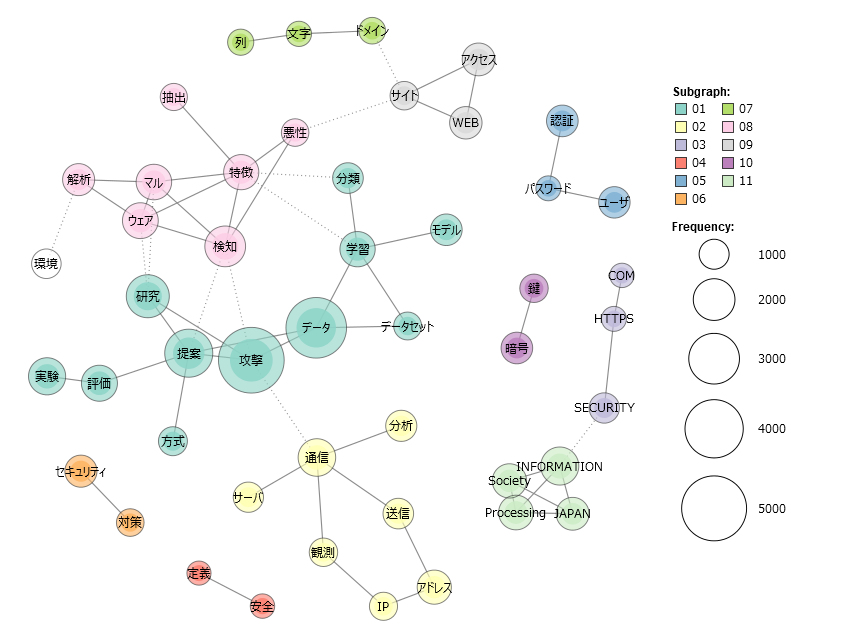 列
文字
ドメイン
アクセス
抽出
サイト
WEB
悪性
認証
特徴
分類
解析
マル
パスワード
ユーザ
ウェア
モデル
検知
学習
環境
COM
鍵
研究
HTTPS
データ
データセット
暗号
提案
攻撃
実験
評価
SECURITY
分析
方式
通信
INFORMATION
セキュリティ
Society
サーバ
送信
Processing
JAPAN
対策
観測
定義
アドレス
安全
IP
Subgraph:
01 07
02 08
03 09
04 10
05 11
06
Frequency:
1000
2000
3000
4000
5000